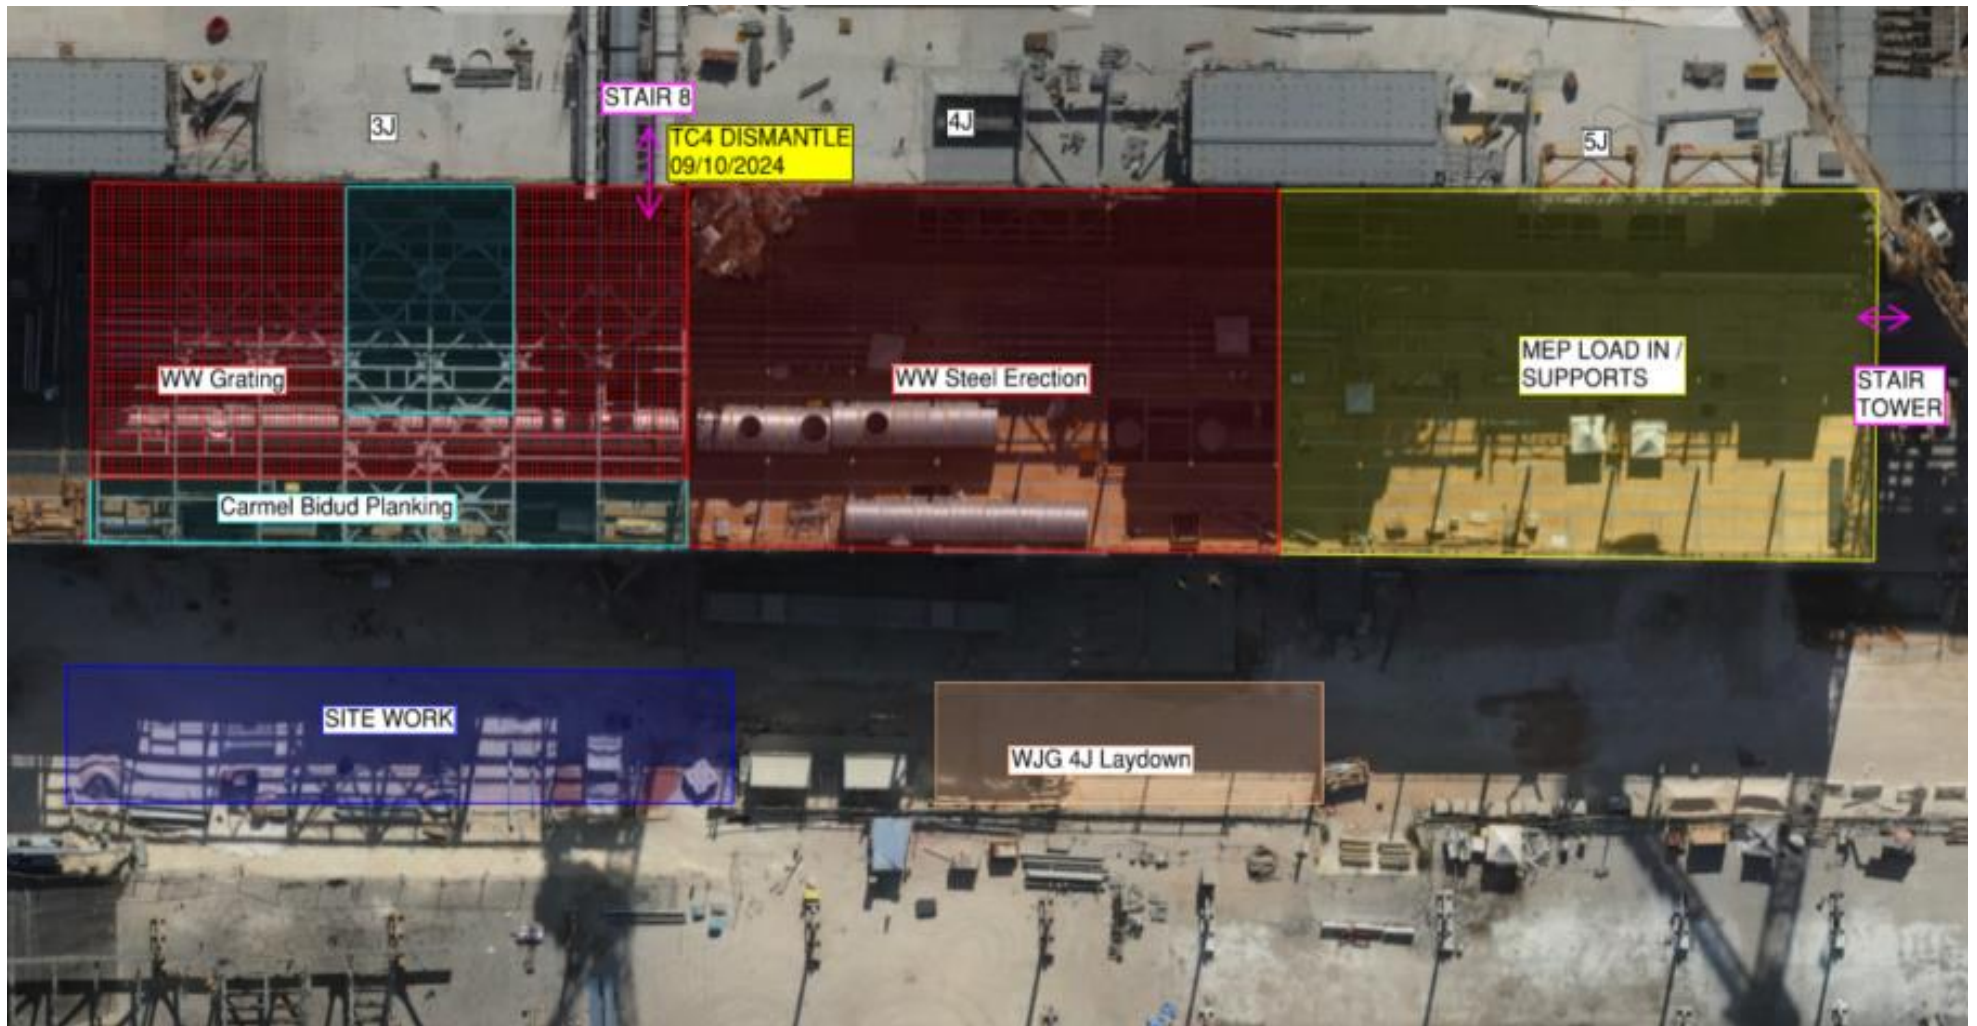 STAIR 8
3J
4J
TC4 DISMANTLE
09/10/2024
5J
WW Grating
WW Steel Erection
MEP LOAD IN /
SUPPORTS
STAIR
TOWER
Carmel Bidud Planking
SITE WORK
WJG 4J Laydown